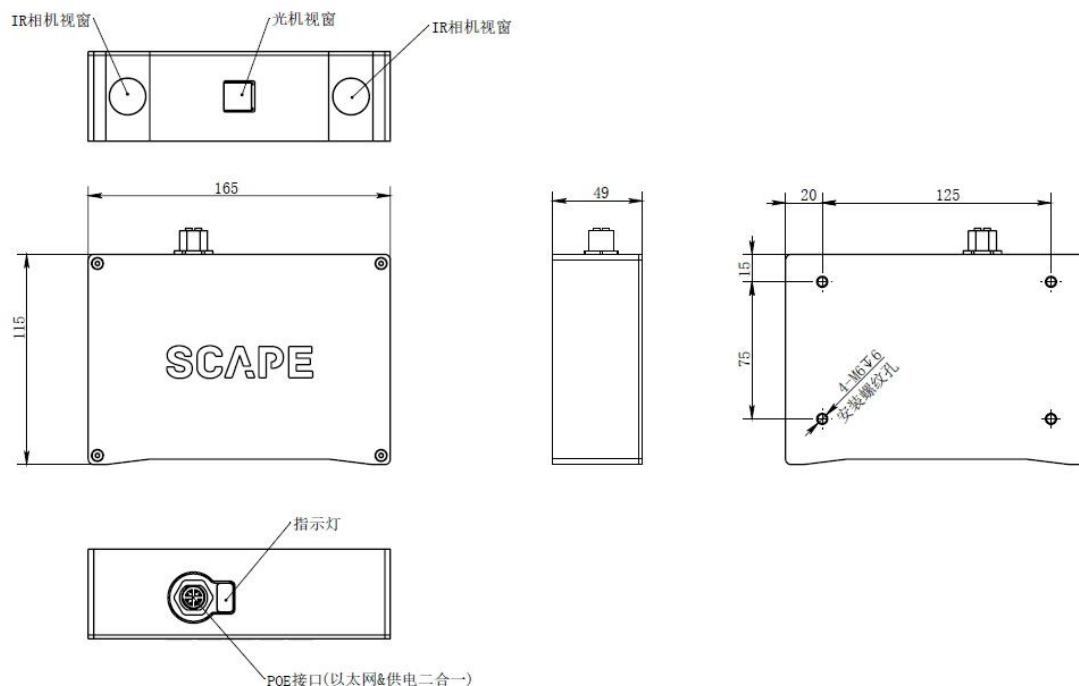 IR相机视窗
光机视窗
IR相机视窗
165
49
20
125
115
15
75
SCAPE
4-M6↧6
安装螺纹孔
指示灯
POE接口(以太网&供电二合一)